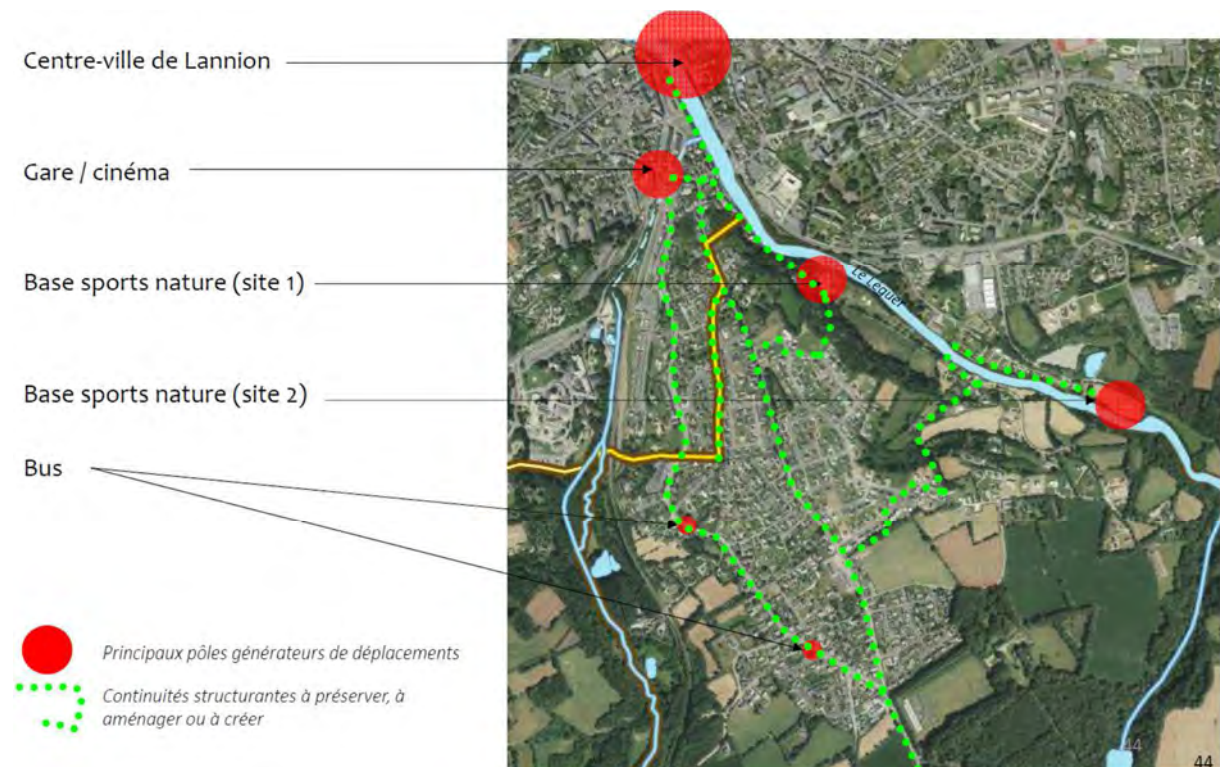 Centre-ville de Lannion
Gare / cinéma
Base sports nature (site 1)
Le Léguer
Base sports nature (site 2)
Bus
Principaux pôles générateurs de déplacements
Continuités structurantes à préserver, à
aménager ou à créer
44
44